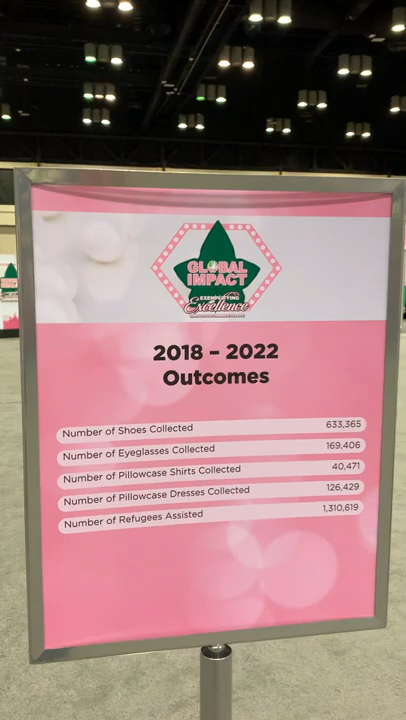 GLOBAL
IMPACT
EXEMPLIFYING
Excellence
2018 – 2022
Outcomes
Number of Shoes Collected 633,365
Number of Eyeglasses Collected 169,406
Number of Pillowcase Shirts Collected 40,471
Number of Pillowcase Dresses Collected 126,429
Number of Refugees Assisted 1,310,619